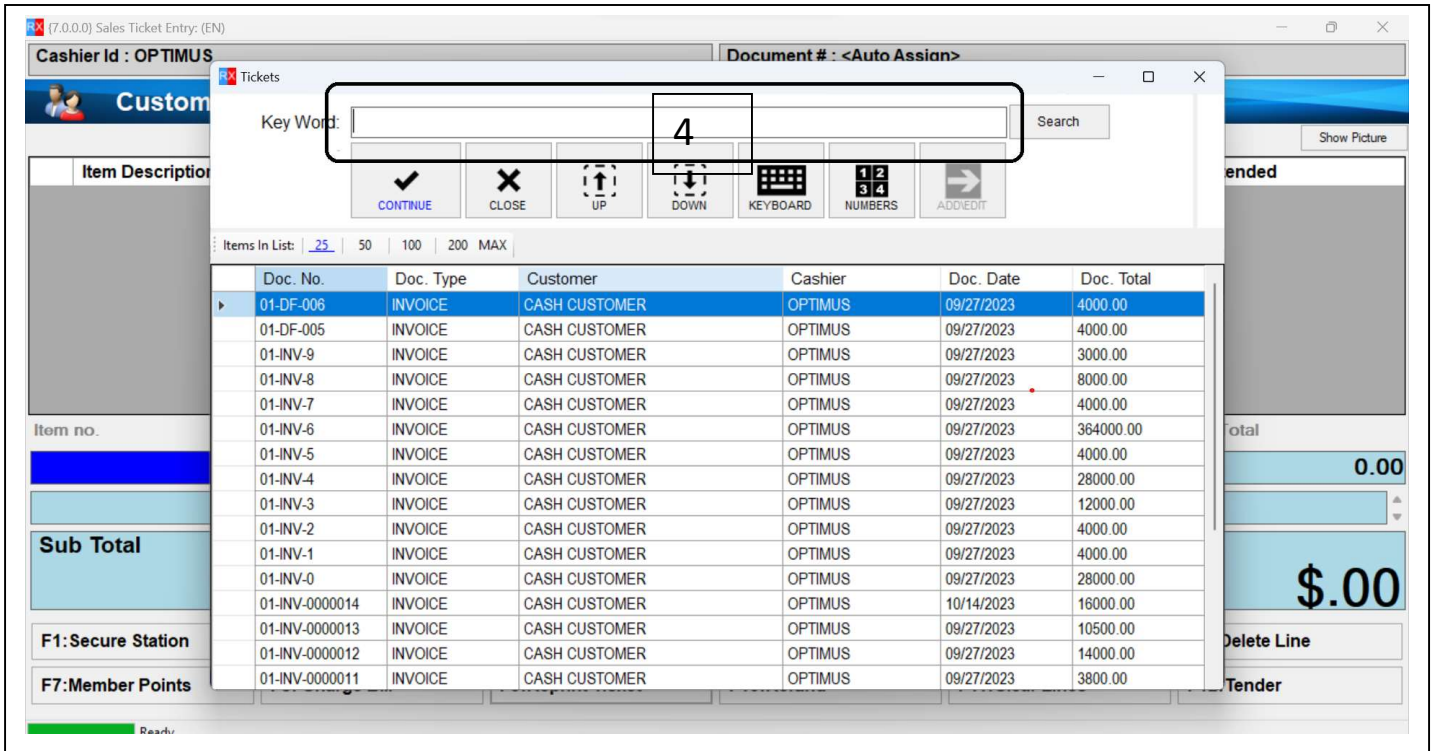 RX (7.0.0.0) Sales Ticket Entry: (EN)
Cashier Id : OPTIMUS Document # : <Auto Assign>
RX Tickets
Custom
Key Word: Search
4
Show Picture
Item Description ended
CONTINUE CLOSE UP DOWN KEYBOARD 1 2 3 4 NUMBERS ADD\EDIT
Items In List: 25 50 100 200 MAX
Doc. No. Doc. Type Customer Cashier Doc. Date Doc. Total
01-DF-006 INVOICE CASH CUSTOMER OPTIMUS 09/27/2023 4000.00
01-DF-005 INVOICE CASH CUSTOMER OPTIMUS 09/27/2023 4000.00
01-INV-9 INVOICE CASH CUSTOMER OPTIMUS 09/27/2023 3000.00
01-INV-8 INVOICE CASH CUSTOMER OPTIMUS 09/27/2023 8000.00
01-INV-7 INVOICE CASH CUSTOMER OPTIMUS 09/27/2023 4000.00
01-INV-6 INVOICE CASH CUSTOMER OPTIMUS 09/27/2023 364000.00
01-INV-5 INVOICE CASH CUSTOMER OPTIMUS 09/27/2023 4000.00
01-INV-4 INVOICE CASH CUSTOMER OPTIMUS 09/27/2023 28000.00
01-INV-3 INVOICE CASH CUSTOMER OPTIMUS 09/27/2023 12000.00
01-INV-2 INVOICE CASH CUSTOMER OPTIMUS 09/27/2023 4000.00
01-INV-1 INVOICE CASH CUSTOMER OPTIMUS 09/27/2023 4000.00
01-INV-0 INVOICE CASH CUSTOMER OPTIMUS 09/27/2023 28000.00
01-INV-0000014 INVOICE CASH CUSTOMER OPTIMUS 10/14/2023 16000.00
01-INV-0000013 INVOICE CASH CUSTOMER OPTIMUS 09/27/2023 10500.00
01-INV-0000012 INVOICE CASH CUSTOMER OPTIMUS 09/27/2023 14000.00
01-INV-0000011 INVOICE CASH CUSTOMER OPTIMUS 09/27/2023 3800.00
Item no. Total
0.00
Sub Total
$.00
F1:Secure Station Delete Line
F7:Member Points Tender
Ready